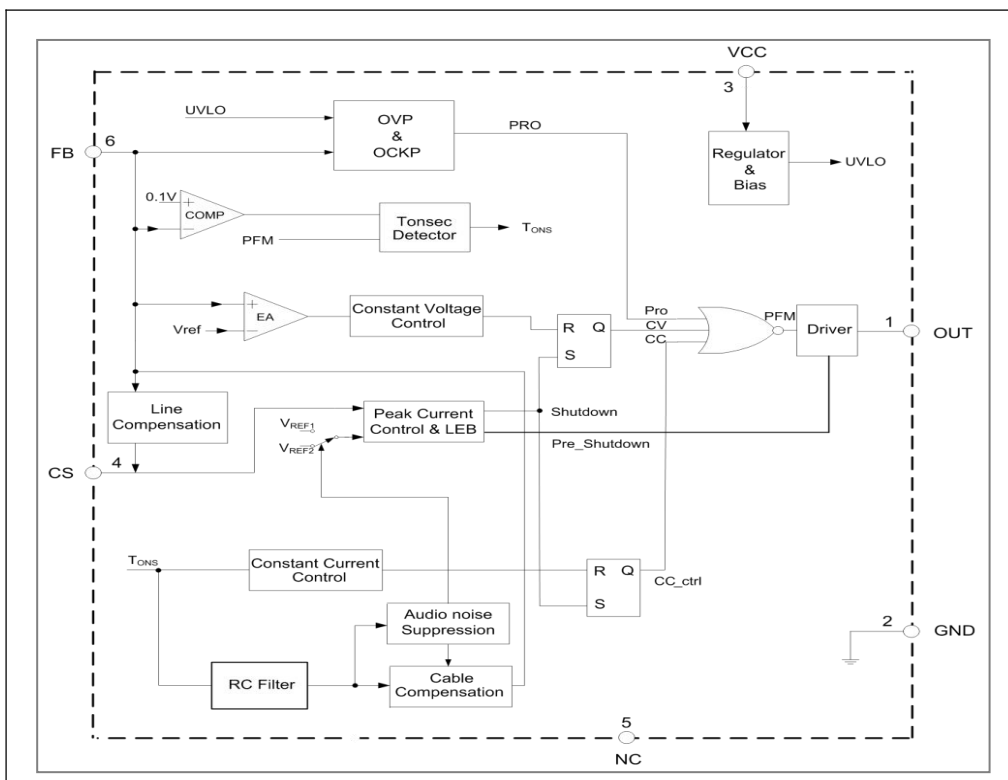 VCC
3
UVLO
OVP
&
OCKP
PRO
6
FB
Regulator
&
Bias
UVLO
0.1V
+
COMP
−
Tonsec
Detector
TONS
PFM
+
EA
−
Vref
Constant Voltage
Control
R Q
S
Pro
CV
CC
PFM
Driver
1
OUT
Line
Compensation
VREF1
VREF2
Peak Current
Control & LEB
Shutdown
Pre_Shutdown
4
CS
TONS
Constant Current
Control
R Q
S
CC_ctrl
Audio noise
Suppression
2
GND
RC Filter
Cable
Compensation
5
NC